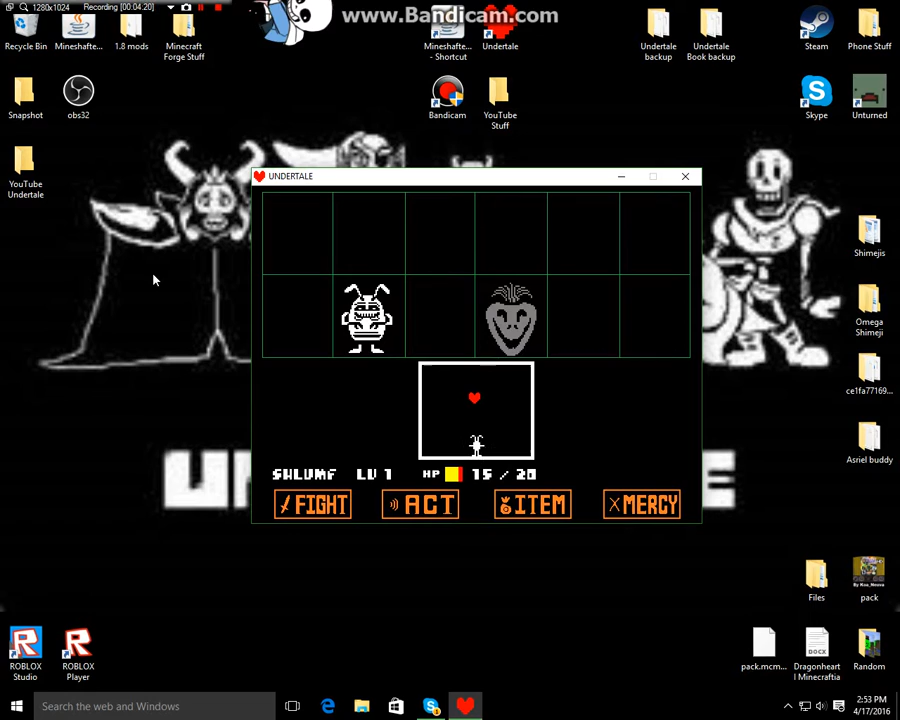 1280x1024
Recording [00:04:20]
www.Bandicam.com
Recycle Bin
Mineshafte...
1.8 mods
Minecraft
Forge Stuff
Mineshafte...
- Shortcut
Undertale
Undertale
backup
Undertale
Book backup
Steam
Phone Stuff
Snapshot
obs32
Bandicam
YouTube
Stuff
Skype
Unturned
YouTube
Undertale
UNDERTALE
Shimejis
Omega
Shimeji
ce1fa77169...
Asriel buddy
LV 1
HP
15 / 20
FIGHT
ACT
ITEM
MERCY
Files
pack
ROBLOX
Studio
ROBLOX
Player
pack.mcm...
DOCX
Dragonheart
| Minecraftia
Random
Search the web and Windows
2:53 PM
4/17/2016